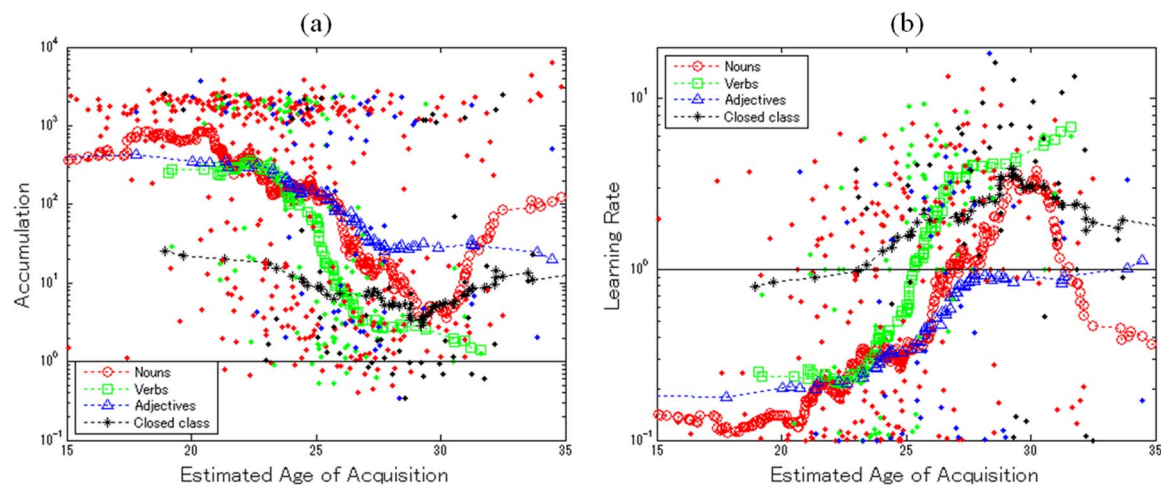 (a)
10^4
10^3
10^2
10^1
10^0
10^-1
Accumulation
Nouns
Verbs
Adjectives
Closed class
15
20
25
30
35
Estimated Age of Acquisition
(b)
10^1
10^0
10^-1
Learning Rate
Nouns
Verbs
Adjectives
Closed class
15
20
25
30
35
Estimated Age of Acquisition